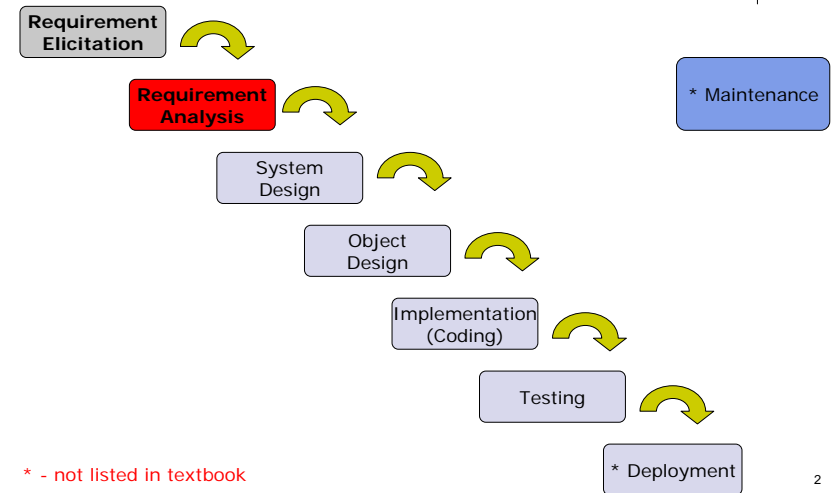 Requirement
Elicitation
Requirement
Analysis
* Maintenance
System
Design
Object
Design
Implementation
(Coding)
Testing
* Deployment
* - not listed in textbook
2